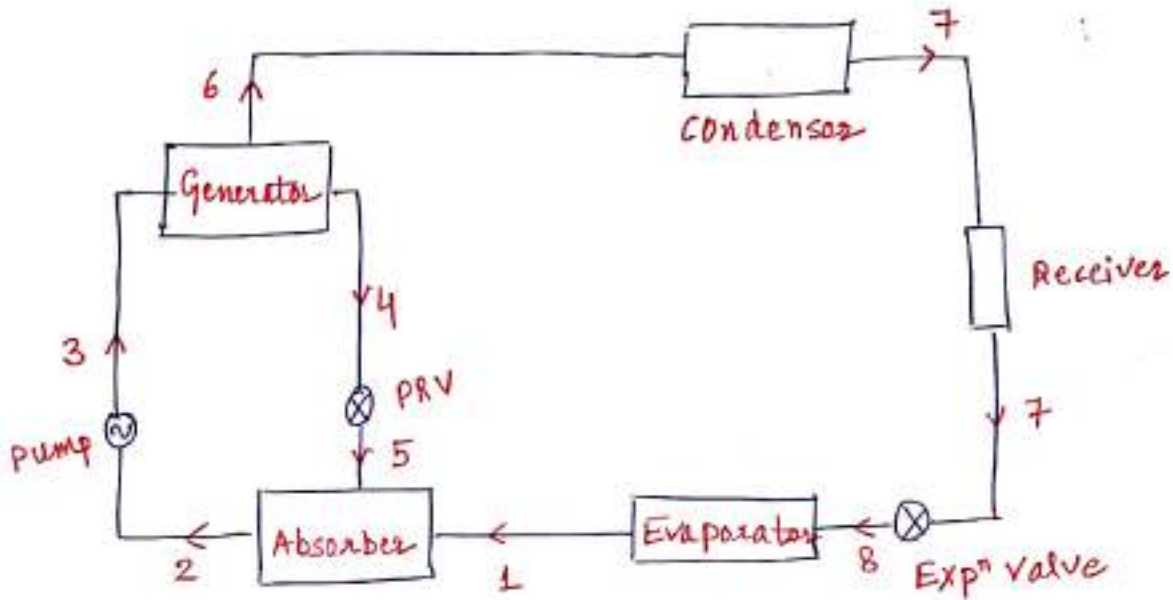 7
6
Condensor
Generator
Receiver
4
3
PRV
7
Pump
5
Absorber
Evaporator
2
1
8
Expⁿ valve